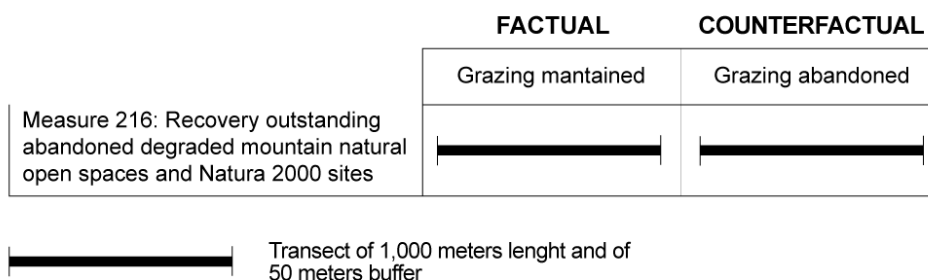 FACTUAL COUNTERFACTUAL
Grazing mantained Grazing abandoned
Measure 216: Recovery outstanding
abandoned degraded mountain natural
open spaces and Natura 2000 sites
Transect of 1,000 meters lenght and of
50 meters buffer